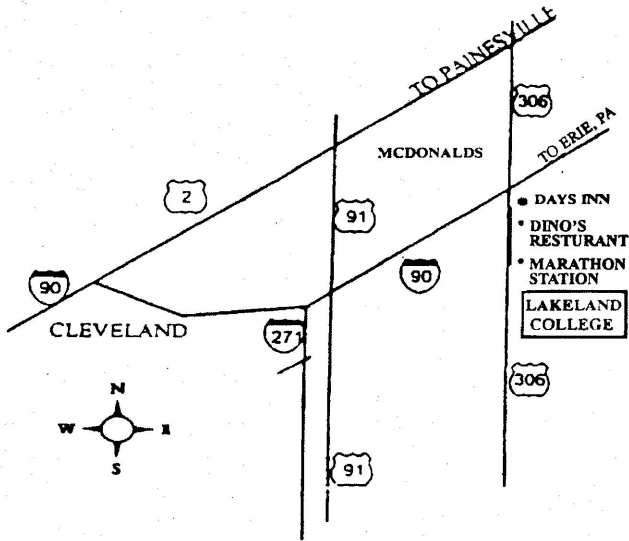 TO PAINESVILLE
306
TO ERIE, PA
MCDONALDS
2
91
DAYS INN
DINO'S
RESTURANT
MARATHON
STATION
90
90
LAKELAND
COLLEGE
CLEVELAND
271
306
N
W
E
S
91